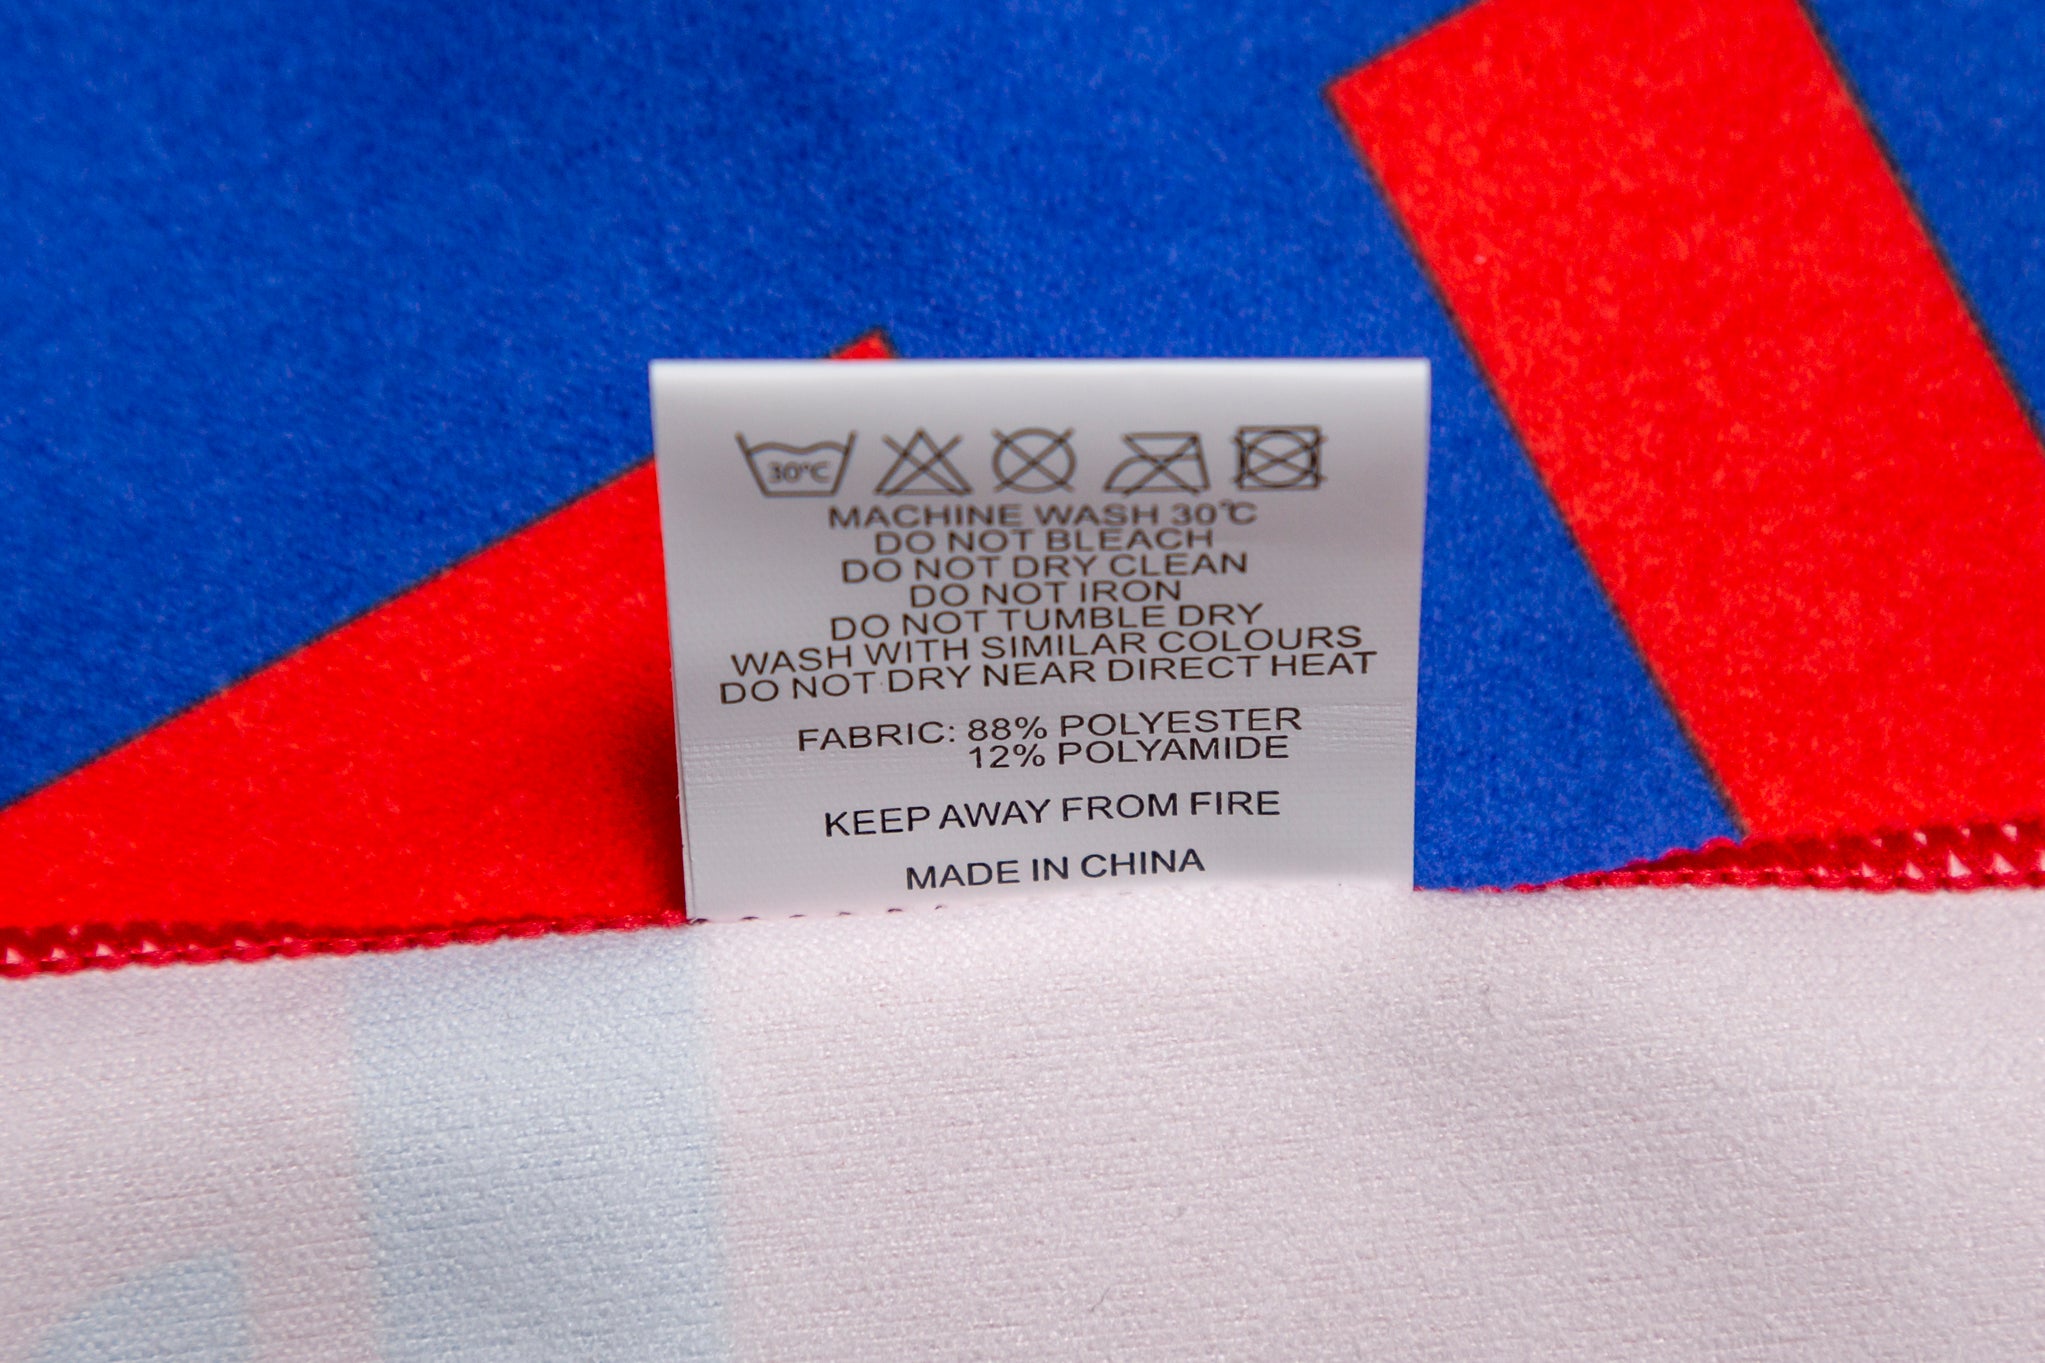 30°C
MACHINE WASH 30℃
DO NOT BLEACH
DO NOT DRY CLEAN
DO NOT IRON
DO NOT TUMBLE DRY
WASH WITH SIMILAR COLOURS
DO NOT DRY NEAR DIRECT HEAT
FABRIC: 88% POLYESTER
12% POLYAMIDE
KEEP AWAY FROM FIRE
MADE IN CHINA